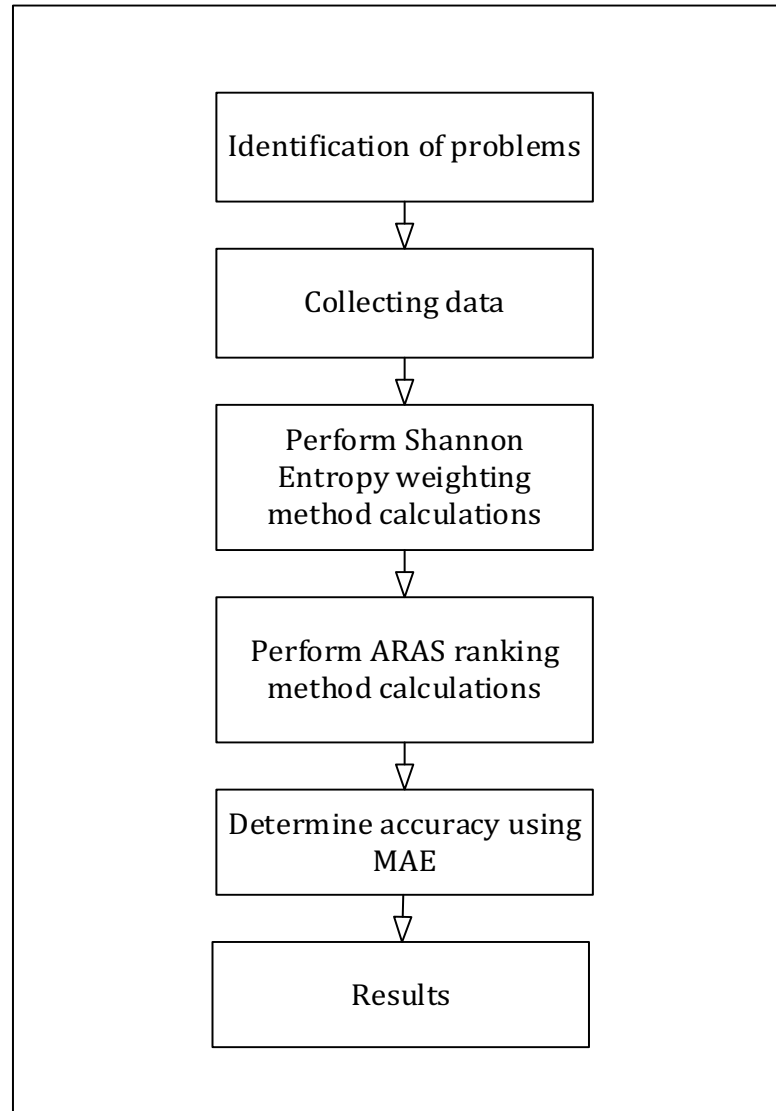 Identification of problems
Collecting data
Perform Shannon
Entropy weighting
method calculations
Perform ARAS ranking
method calculations
Determine accuracy using
MAE
Results